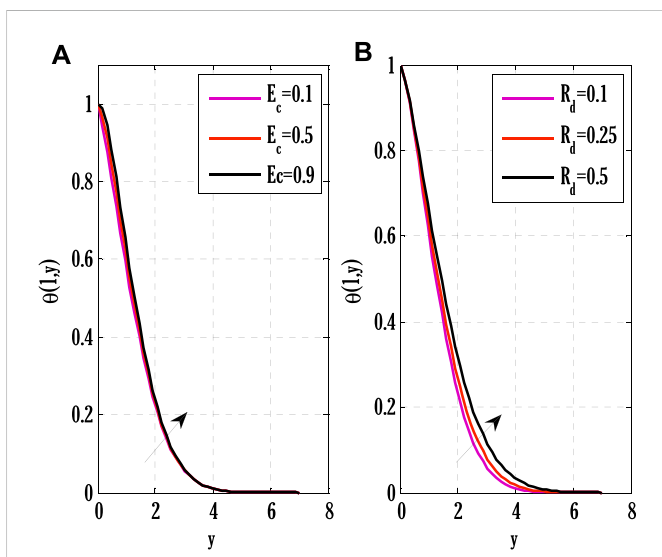 A
B
E_c=0.1
E_c=0.5
Ec=0.9
R_d=0.1
R_d=0.25
R_d=0.5
θ(1,y)
1
0.8
0.6
0.4
0.2
0
0 2 4 6 8
y
θ(1,y)
1
0.8
0.6
0.4
0.2
0
0 2 4 6 8
y